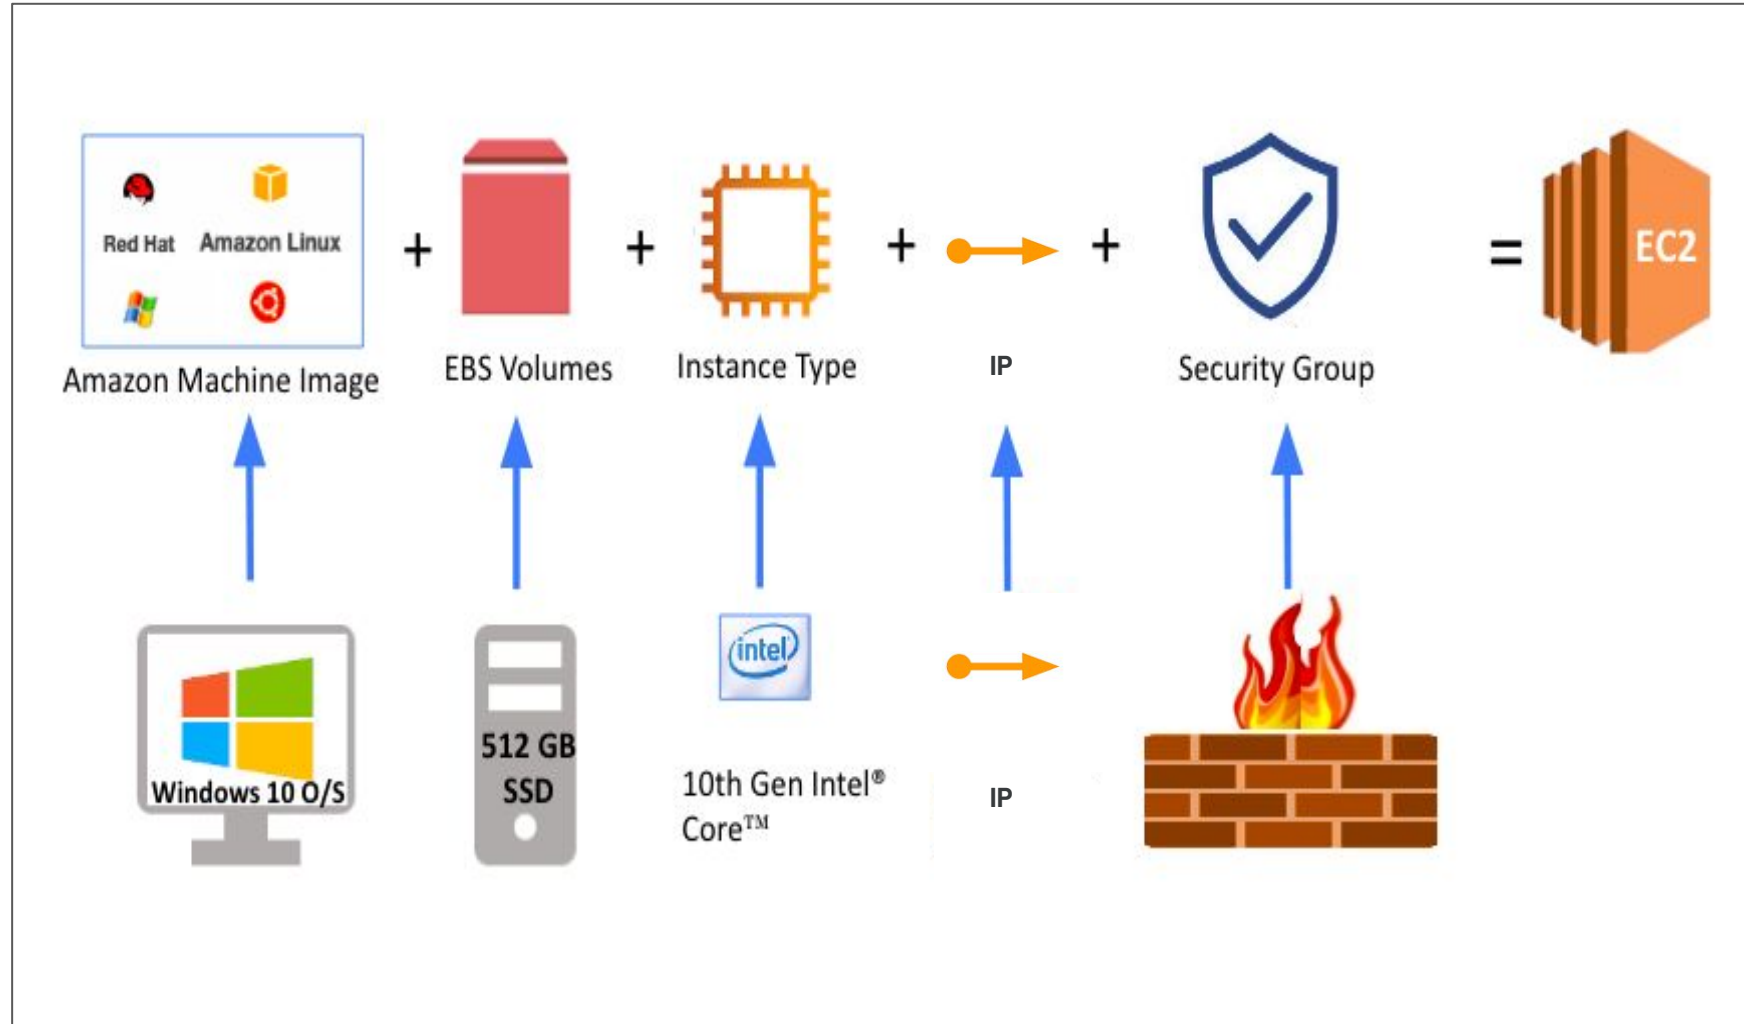 Red Hat
Amazon Linux
+
+
+
+
=
EC2
Amazon Machine Image
EBS Volumes
Instance Type
IP
Security Group
Windows 10 O/S
512 GB
SSD
intel
10th Gen Intel®
Core™
IP